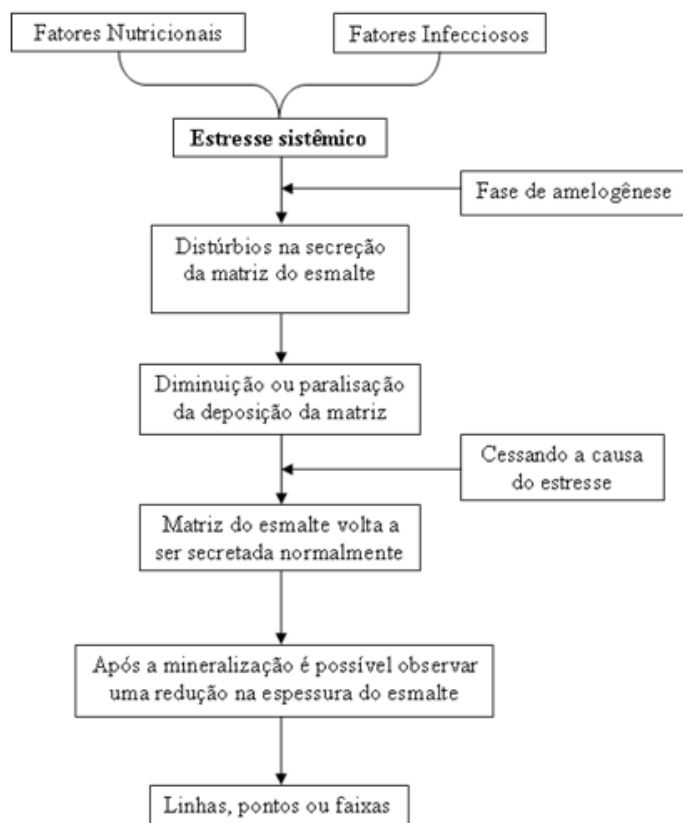 Fatores Nutricionais
Fatores Infecciosos
Estresse sistêmico
Fase de amelogênese
Distúrbios na secreção
da matriz do esmalte
Diminuição ou paralisação
da deposição da matriz
Cessando a causa
do estresse
Matriz do esmalte volta a
ser secretada normalmente
Após a mineralização é possível observar
uma redução na espessura do esmalte
Linhas, pontos ou faixas